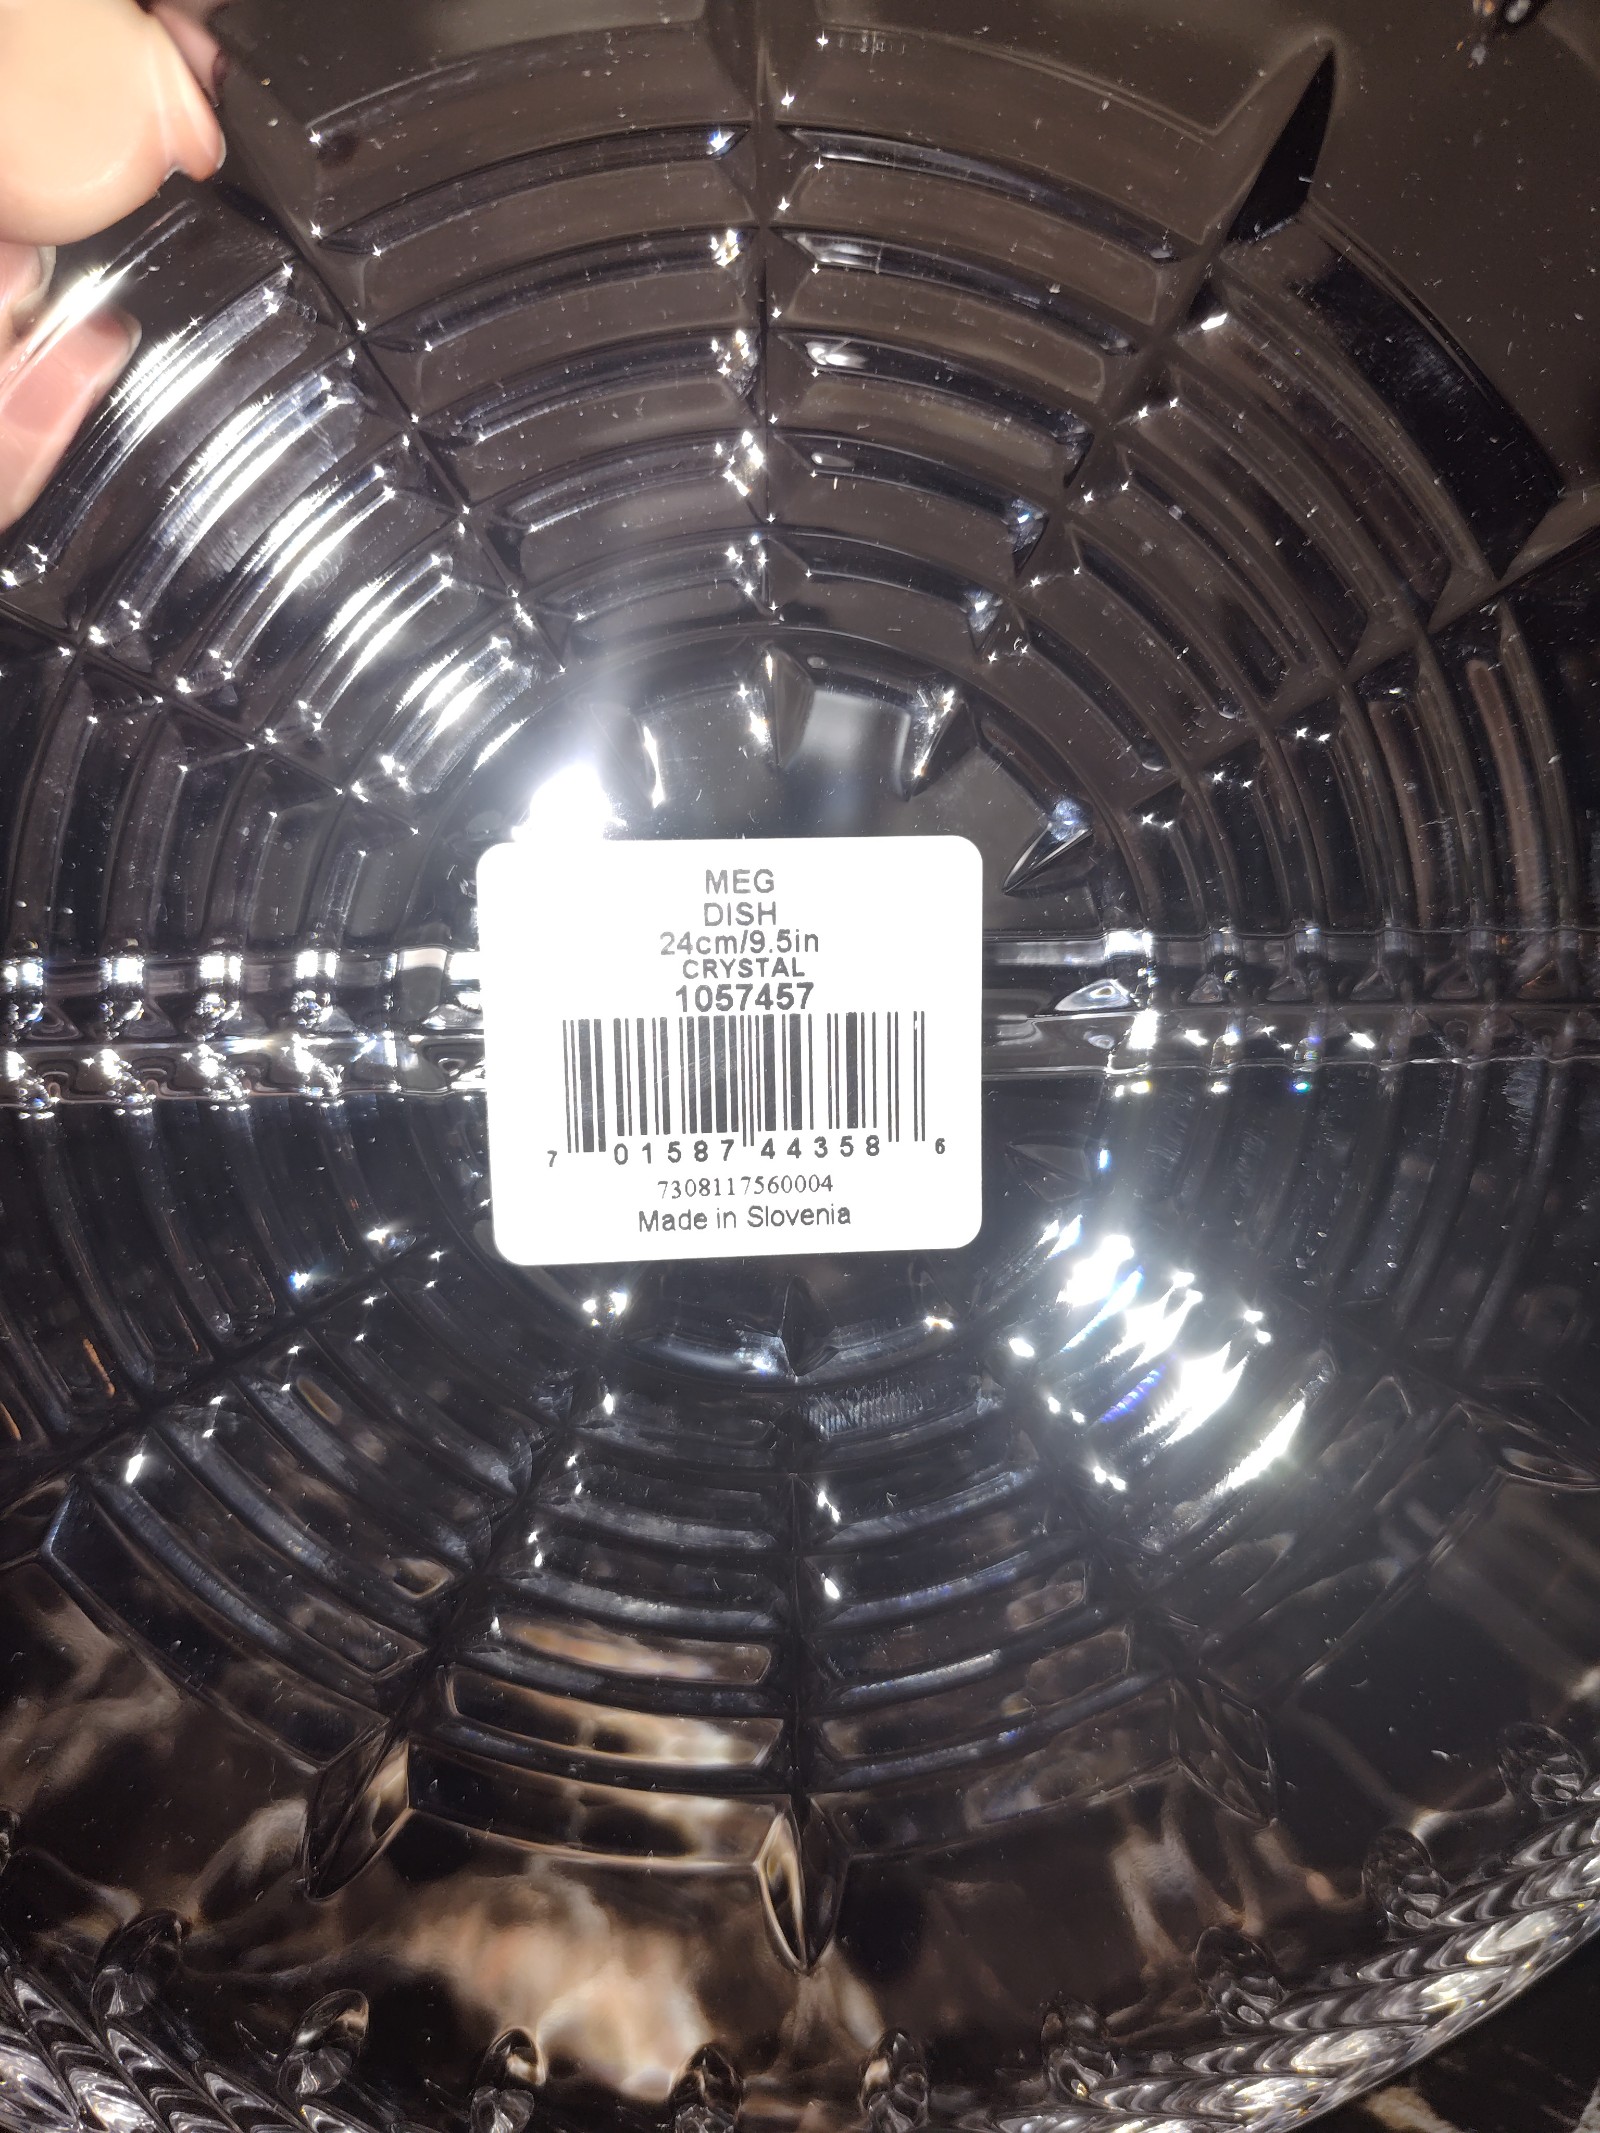 MEG
DISH
24cm/9.5in
CRYSTAL
1057457
7 01587 44358 6
7308117560004
Made in Slovenia